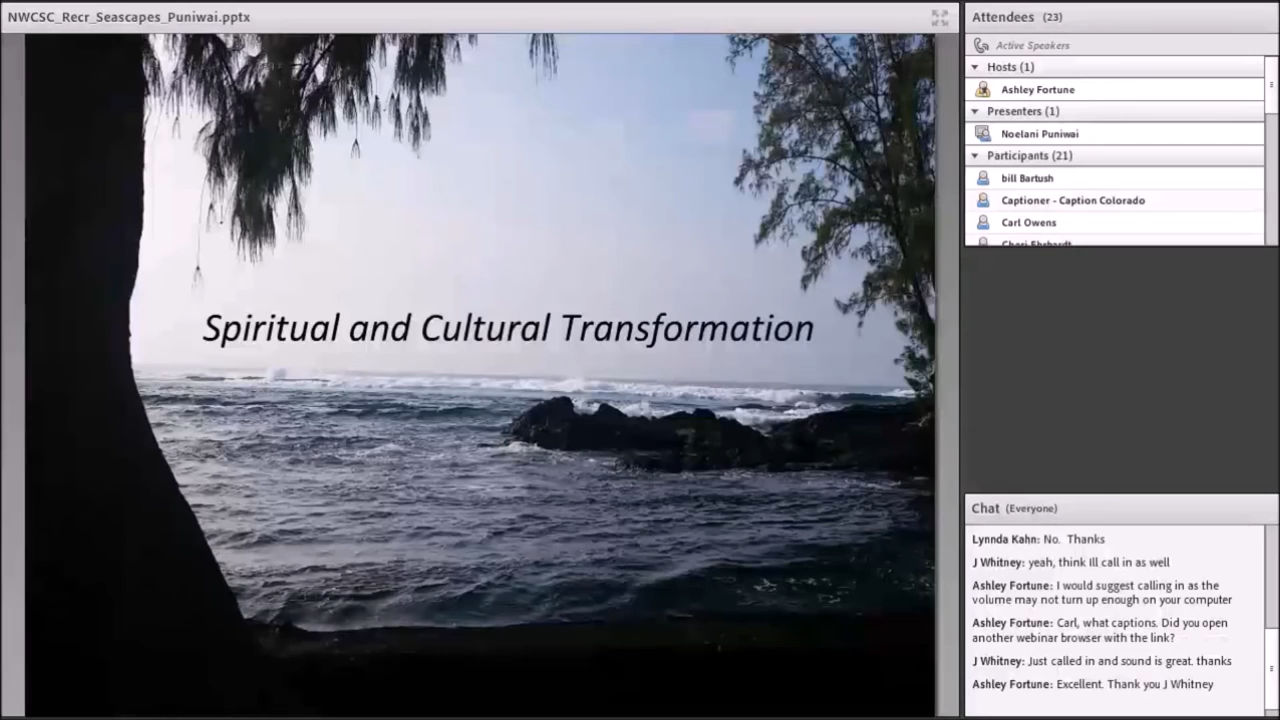 NWCSC_Recr_Seascapes_Puniwai.pptx
Spiritual and Cultural Transformation
Attendees (23)
Active Speakers
Hosts (1)
Ashley Fortune
Presenters (1)
Noelani Puniwai
Participants (21)
bill Bartush
Captioner - Caption Colorado
Carl Owens
Chat (Everyone)
Lynnda Kahn: No. Thanks
J Whitney: yeah, think Ill call in as well
Ashley Fortune: I would suggest calling in as the
volume may not turn up enough on your computer
Ashley Fortune: Carl, what captions. Did you open
another webinar browser with the link?
J Whitney: Just called in and sound is great. thanks
Ashley Fortune: Excellent. Thank you J Whitney